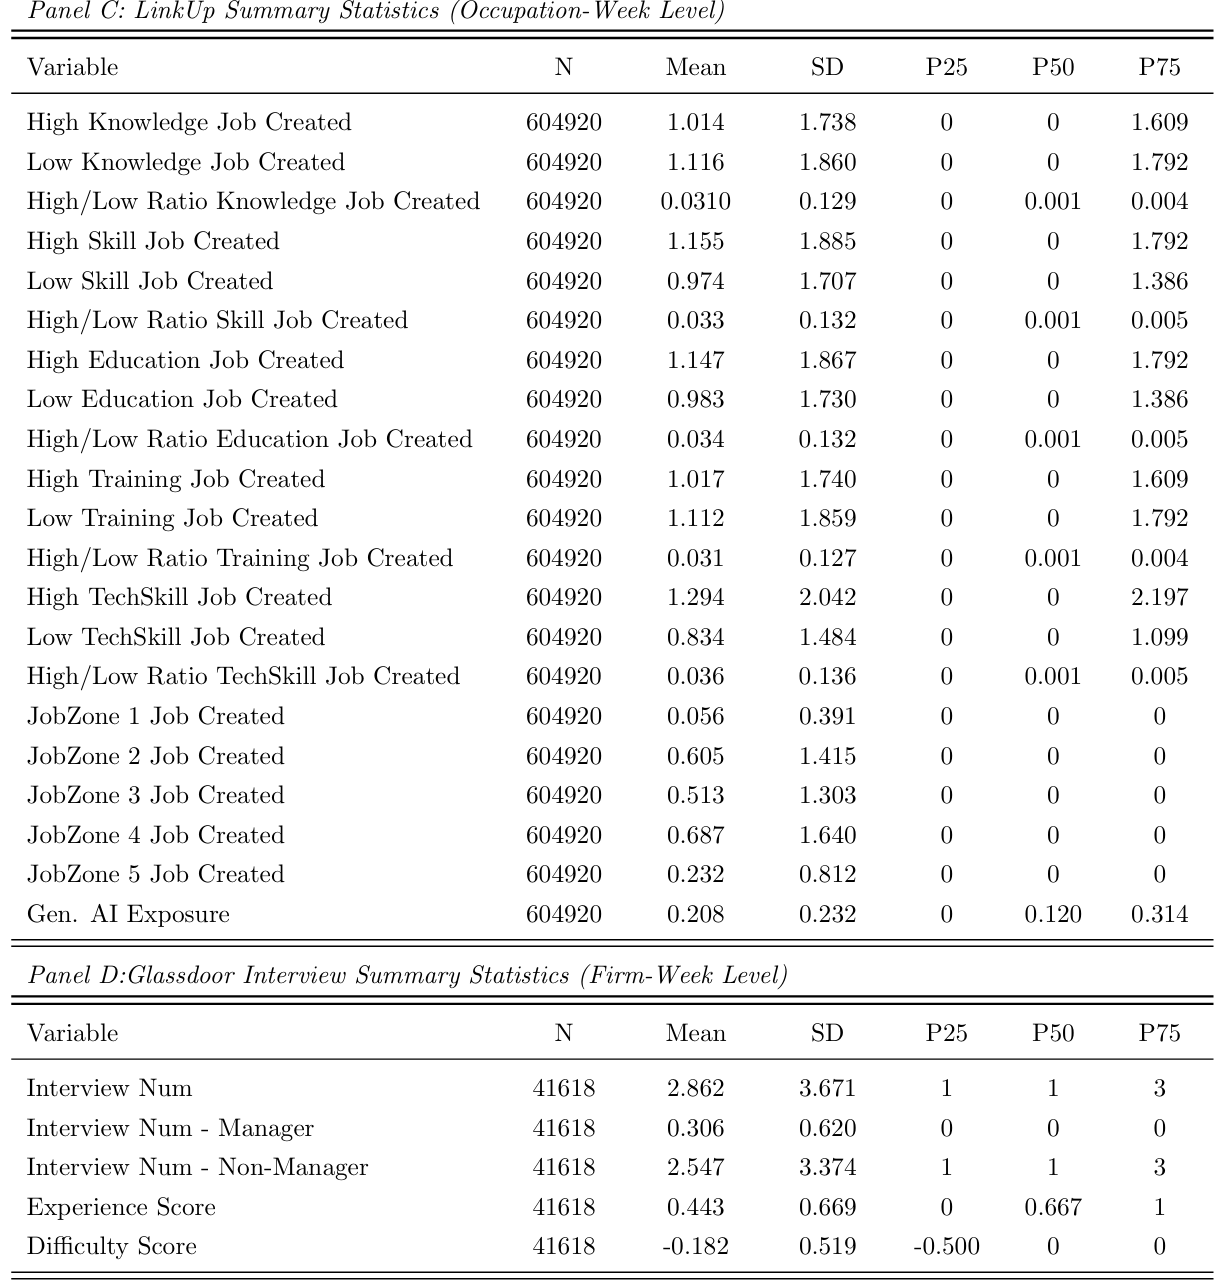 Panel C: LinkUp Summary Statistics (Occupation-Week Level)
Variable N Mean SD P25 P50 P75
High Knowledge Job Created 604920 1.014 1.738 0 0 1.609
Low Knowledge Job Created 604920 1.116 1.860 0 0 1.792
High/Low Ratio Knowledge Job Created 604920 0.0310 0.129 0 0.001 0.004
High Skill Job Created 604920 1.155 1.885 0 0 1.792
Low Skill Job Created 604920 0.974 1.707 0 0 1.386
High/Low Ratio Skill Job Created 604920 0.033 0.132 0 0.001 0.005
High Education Job Created 604920 1.147 1.867 0 0 1.792
Low Education Job Created 604920 0.983 1.730 0 0 1.386
High/Low Ratio Education Job Created 604920 0.034 0.132 0 0.001 0.005
High Training Job Created 604920 1.017 1.740 0 0 1.609
Low Training Job Created 604920 1.112 1.859 0 0 1.792
High/Low Ratio Training Job Created 604920 0.031 0.127 0 0.001 0.004
High TechSkill Job Created 604920 1.294 2.042 0 0 2.197
Low TechSkill Job Created 604920 0.834 1.484 0 0 1.099
High/Low Ratio TechSkill Job Created 604920 0.036 0.136 0 0.001 0.005
JobZone 1 Job Created 604920 0.056 0.391 0 0 0
JobZone 2 Job Created 604920 0.605 1.415 0 0 0
JobZone 3 Job Created 604920 0.513 1.303 0 0 0
JobZone 4 Job Created 604920 0.687 1.640 0 0 0
JobZone 5 Job Created 604920 0.232 0.812 0 0 0
Gen. AI Exposure 604920 0.208 0.232 0 0.120 0.314
Panel D:Glassdoor Interview Summary Statistics (Firm-Week Level)
Variable N Mean SD P25 P50 P75
Interview Num 41618 2.862 3.671 1 1 3
Interview Num - Manager 41618 0.306 0.620 0 0 0
Interview Num - Non-Manager 41618 2.547 3.374 1 1 3
Experience Score 41618 0.443 0.669 0 0.667 1
Difficulty Score 41618 -0.182 0.519 -0.500 0 0